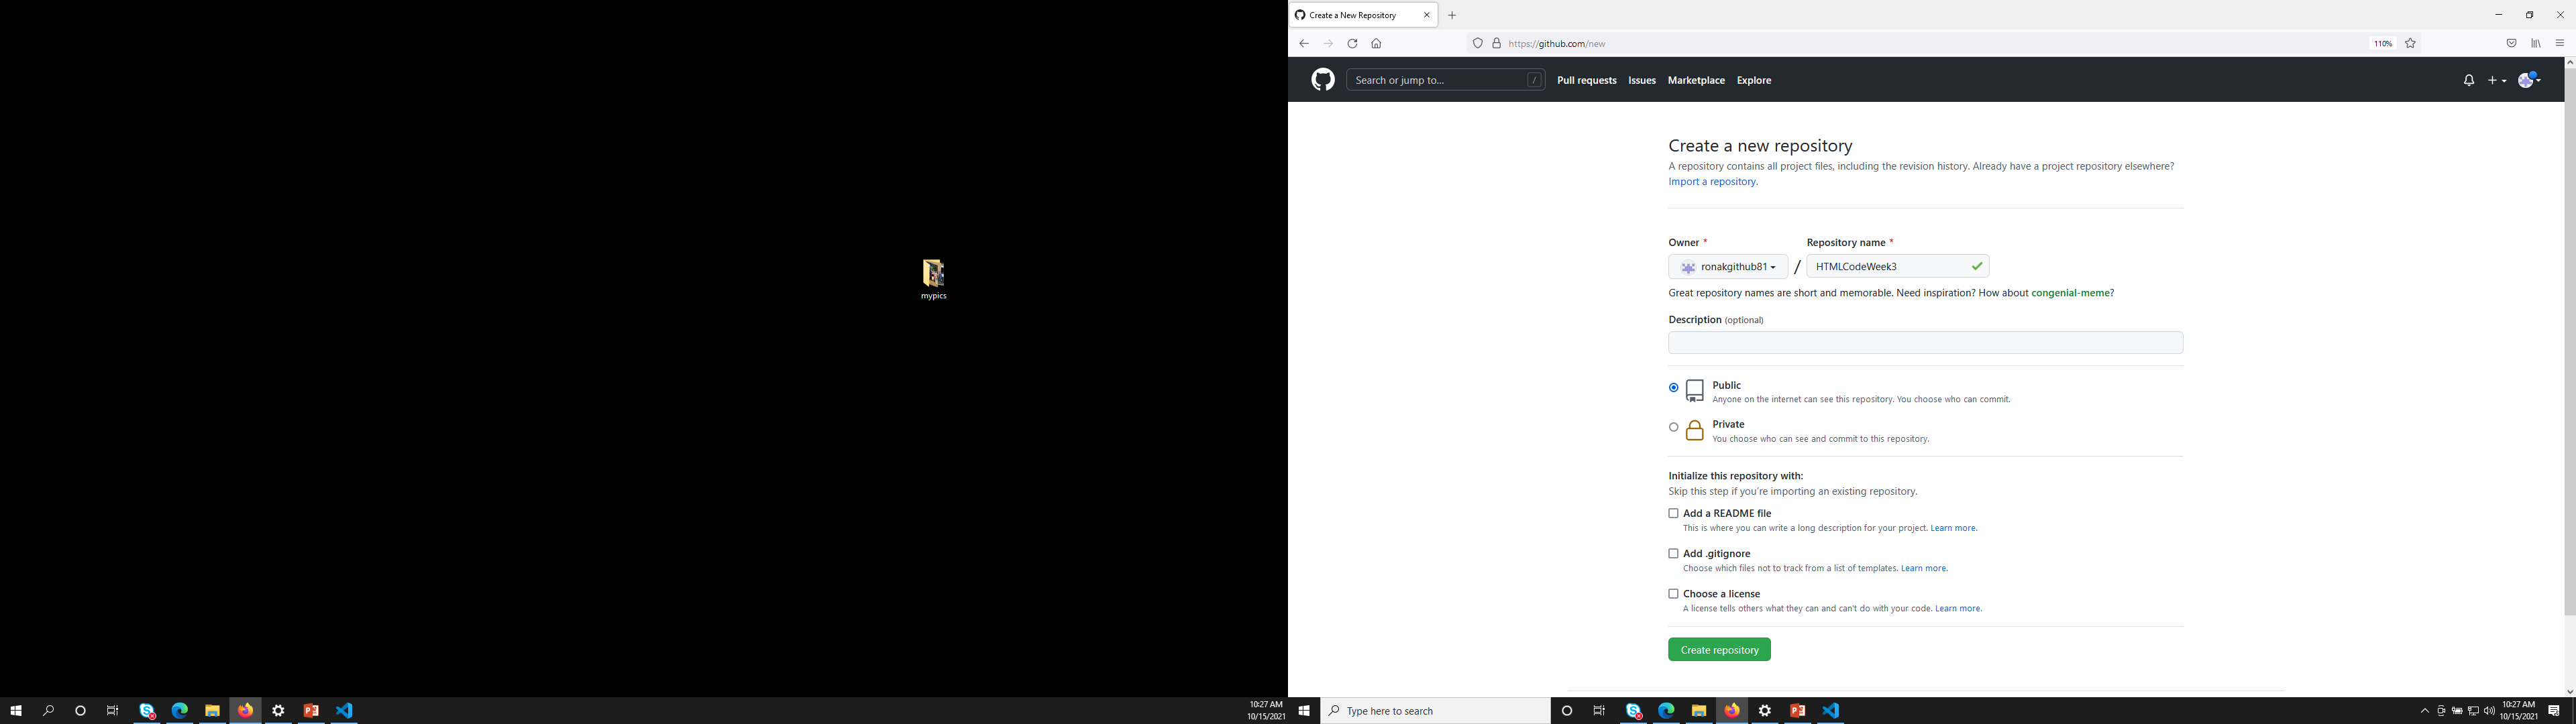 mypics
10:27 AM
10/15/2021
Create a New Repository
https://github.com/new
110%
Search or jump to...
/
Pull requests
Issues
Marketplace
Explore
Create a new repository
A repository contains all project files, including the revision history. Already have a project repository elsewhere?
Import a repository.
Owner *
Repository name *
ronakgithub81
/
HTMLCodeWeek3
Great repository names are short and memorable. Need inspiration? How about congenial-meme?
Description (optional)
Public
Anyone on the internet can see this repository. You choose who can commit.
Private
You choose who can see and commit to this repository.
Initialize this repository with:
Skip this step if you're importing an existing repository.
Add a README file
This is where you can write a long description for your project. Learn more.
Add .gitignore
Choose which files not to track from a list of templates. Learn more.
Choose a license
A license tells others what they can and can't do with your code. Learn more.
Create repository
Type here to search
10:27 AM
10/15/2021